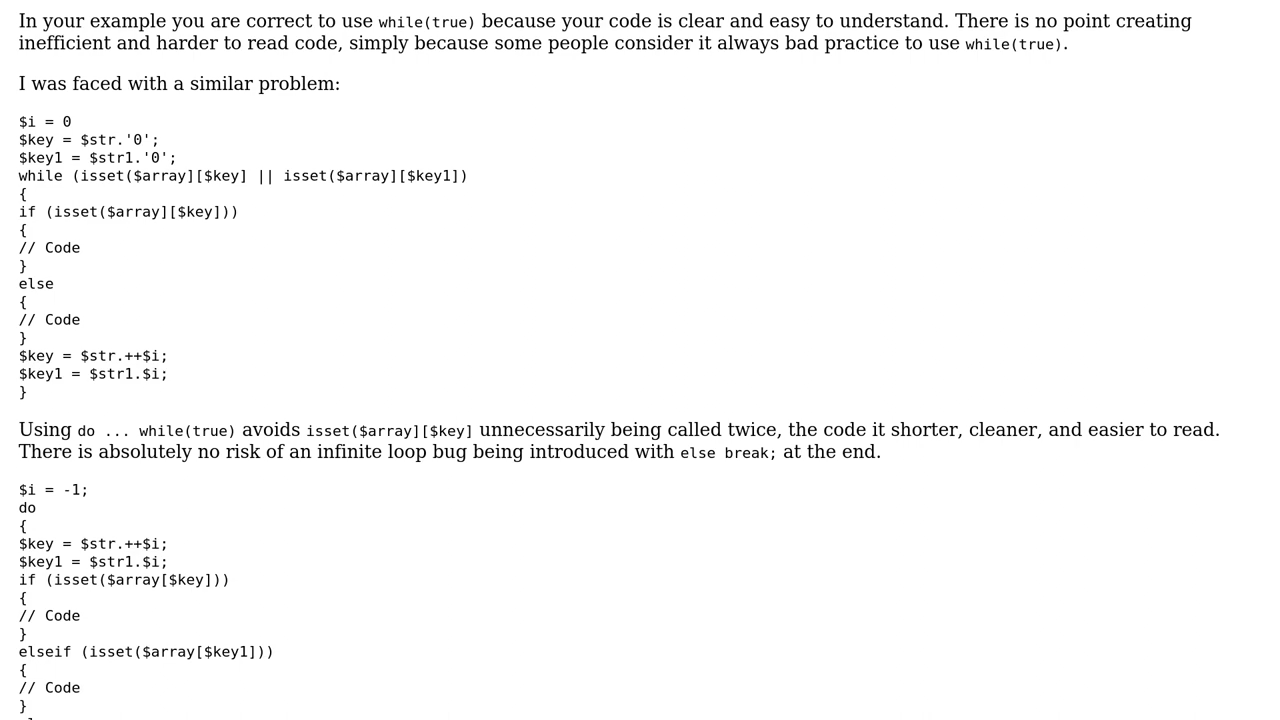 In your example you are correct to use while(true) because your code is clear and easy to understand. There is no point creating
inefficient and harder to read code, simply because some people consider it always bad practice to use while(true).
I was faced with a similar problem:
$i = 0
$key = $str.'0';
$key1 = $str1.'0';
while (isset($array][$key] || isset($array][$key1])
{
if (isset($array][$key]))
{
// Code
}
else
{
// Code
}
$key = $str.++$i;
$key1 = $str1.$i;
}
Using do ... while(true) avoids isset($array][$key] unnecessarily being called twice, the code it shorter, cleaner, and easier to read.
There is absolutely no risk of an infinite loop bug being introduced with else break; at the end.
$i = -1;
do
{
$key = $str.++$i;
$key1 = $str1.$i;
if (isset($array[$key]))
{
// Code
}
elseif (isset($array[$key1]))
{
// Code
}